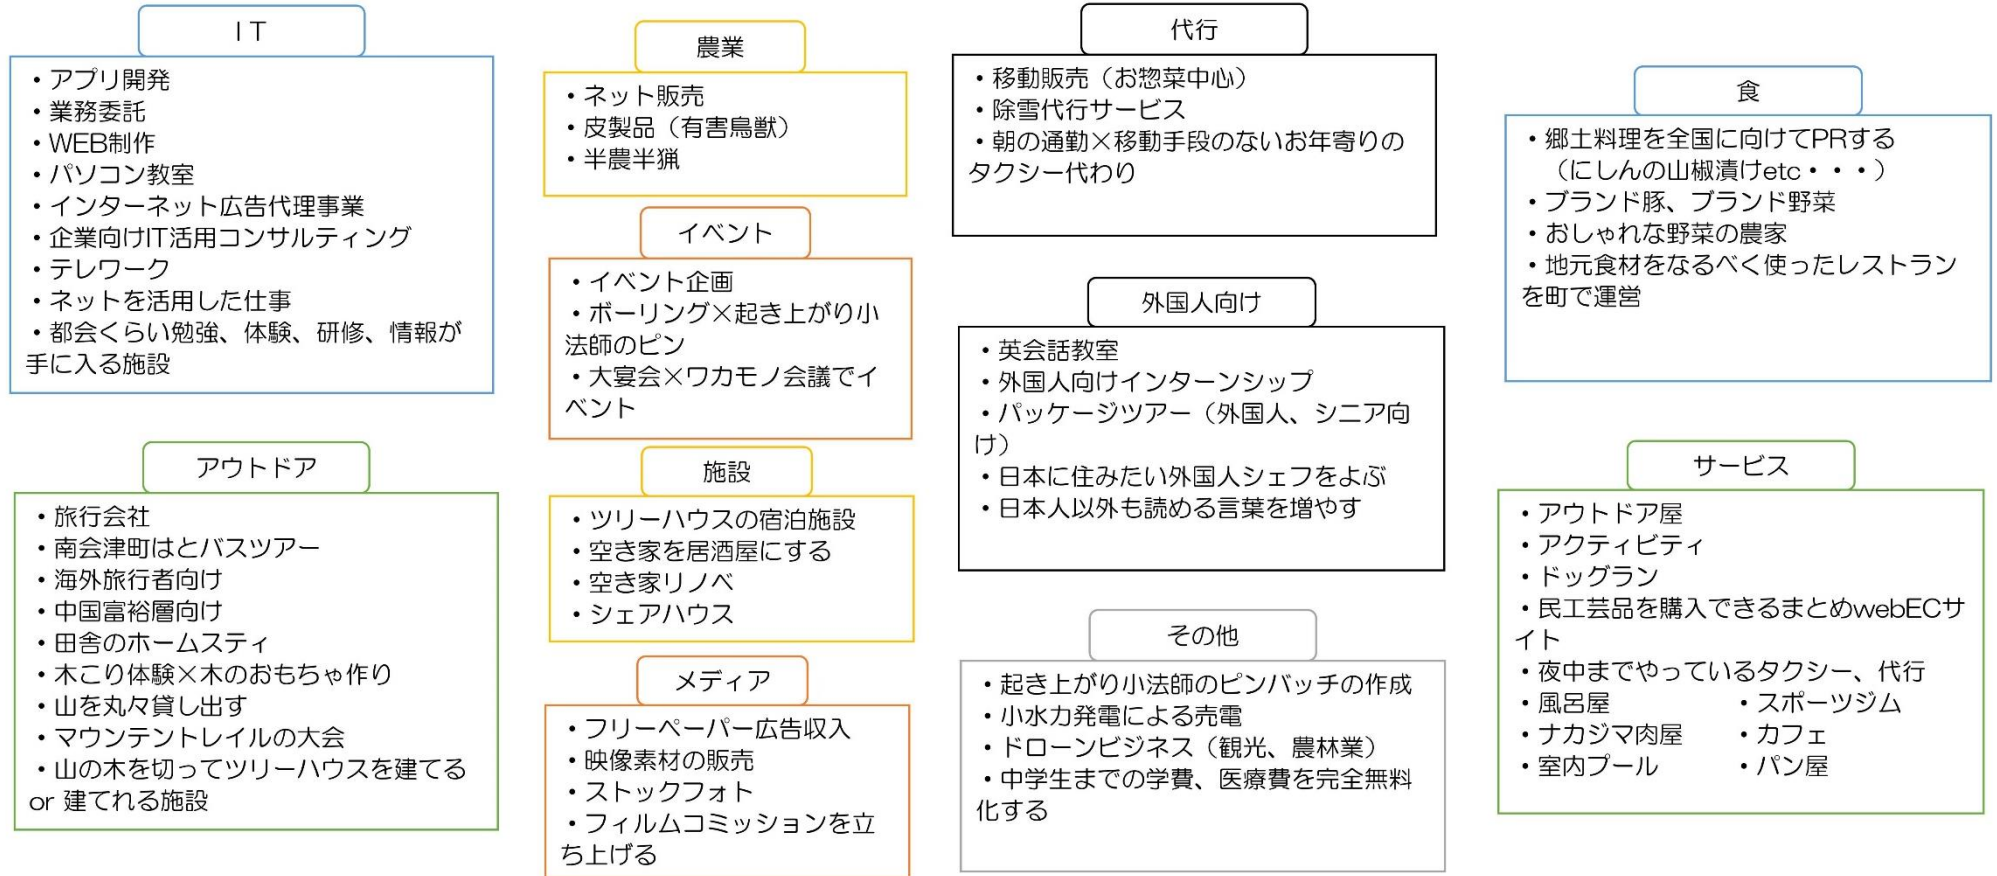 IT
・アプリ開発
・業務委託
・WEB制作
・パソコン教室
・インターネット広告代理事業
・企業向けIT活用コンサルティング
・テレワーク
・ネットを活用した仕事
・都会くらい勉強、体験、研修、情報が
手に入る施設
アウトドア
・旅行会社
・南会津町はとバスツアー
・海外旅行者向け
・中国富裕層向け
・田舎のホームスティ
・木こり体験×木のおもちゃ作り
・山を丸々貸し出す
・マウンテントレイルの大会
・山の木を切ってツリーハウスを建てる
or 建てれる施設
農業
・ネット販売
・皮製品（有害鳥獣）
・半農半猟
イベント
・イベント企画
・ボーリング×起き上がり小
法師のピン
・大宴会×ワカモノ会議でイ
ベント
施設
・ツリーハウスの宿泊施設
・空き家を居酒屋にする
・空き家リノベ
・シェアハウス
メディア
・フリーペーパー広告収入
・映像素材の販売
・ストックフォト
・フィルムコミッションを立
ち上げる
代行
・移動販売（お惣菜中心）
・除雪代行サービス
・朝の通勤×移動手段のないお年寄りの
タクシー代わり
外国人向け
・英会話教室
・外国人向けインターンシップ
・パッケージツアー（外国人、シニア向
け）
・日本に住みたい外国人シェフをよぶ
・日本人以外も読める言葉を増やす
その他
・起き上がり小法師のピンバッチの作成
・小水力発電による売電
・ドローンビジネス（観光、農林業）
・中学生までの学費、医療費を完全無料
化する
食
・郷土料理を全国に向けてPRする
（にしんの山椒漬けetc・・・）
・ブランド豚、ブランド野菜
・おしゃれな野菜の農家
・地元食材をなるべく使ったレストラン
を町で運営
サービス
・アウトドア屋
・アクティビティ
・ドッグラン
・民工芸品を購入できるまとめwebECサ
イト
・夜中までやっているタクシー、代行
・風呂屋　・スポーツジム
・ナカジマ肉屋　・カフェ
・室内プール　・パン屋